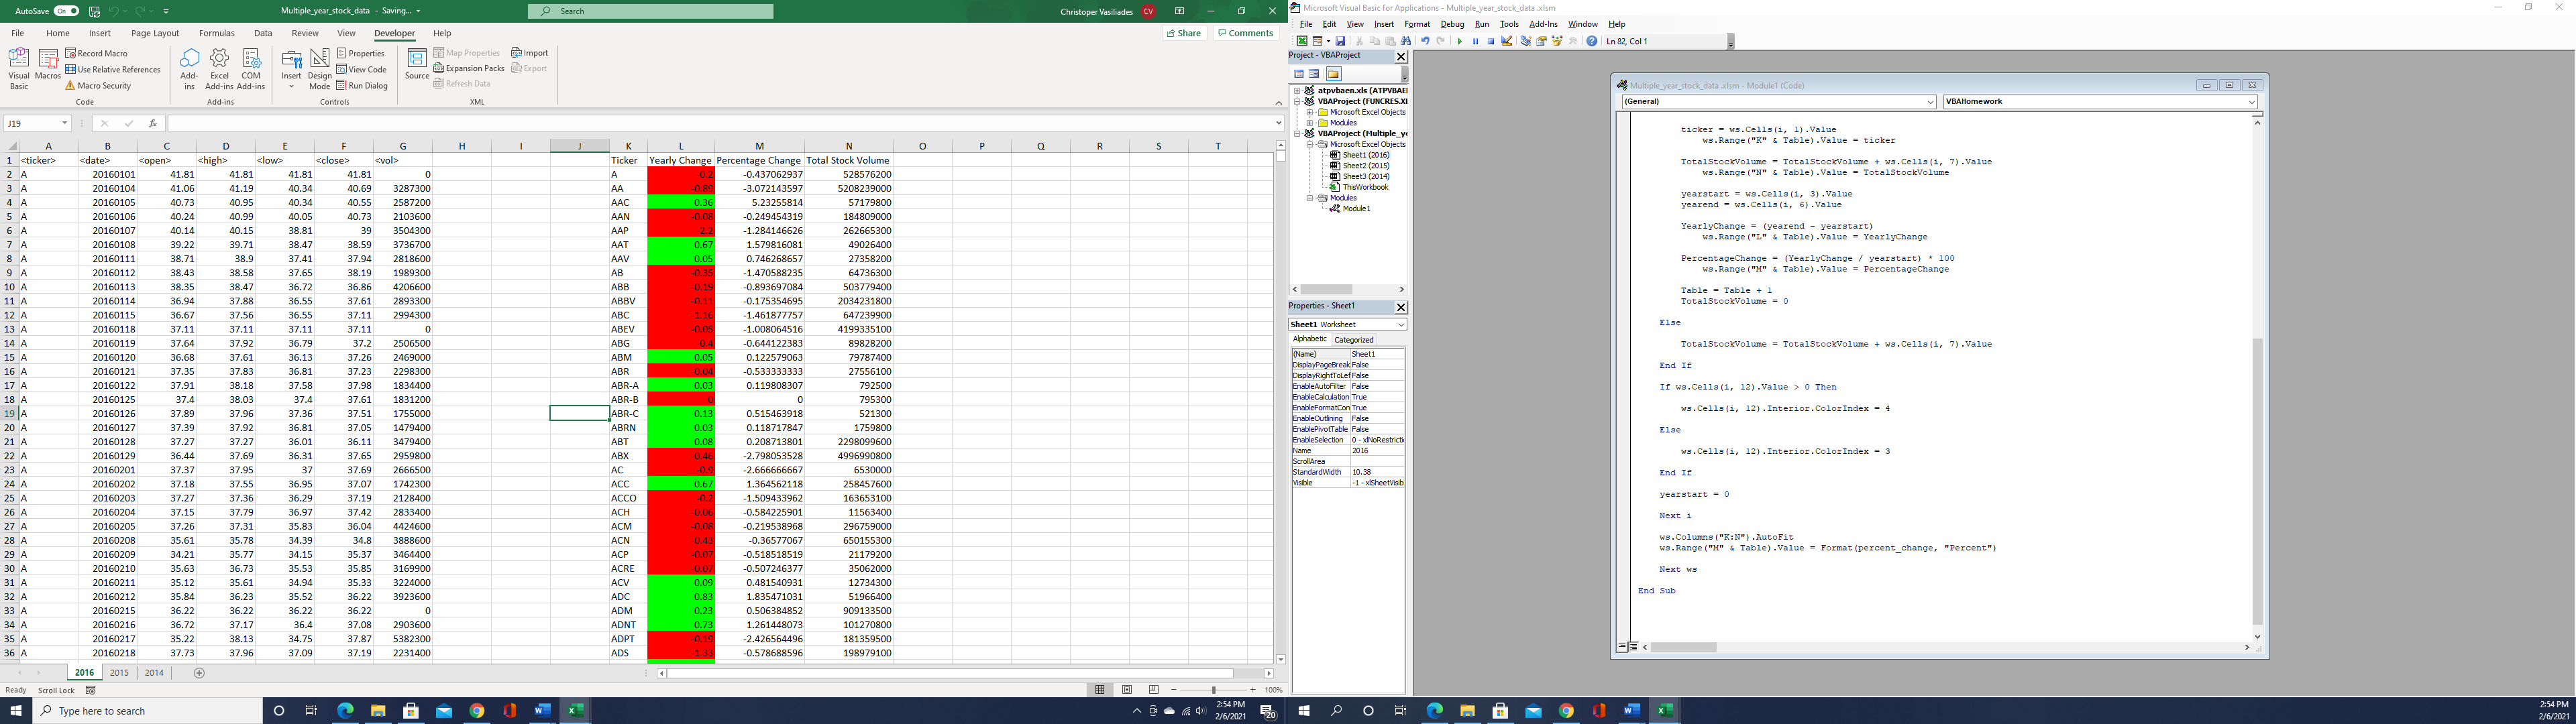 AutoSave On Multiple_year_stock_data - Saving... Search Christoper Vasiliades CV
File Home Insert Page Layout Formulas Data Review View Developer Help Share Comments
Visual Basic Macros Record Macro Use Relative References Macro Security
Add-ins Excel Add-ins COM Add-ins
Insert Design Mode Properties View Code Run Dialog
Source Map Properties Expansion Packs Refresh Data Import Export
Code Add-ins Controls XML
J19 fx
A B C D E F G H I J K L M N O P Q R S T
1 <ticker> <date> <open> <high> <low> <close> <vol> Ticker Yearly Change Percentage Change Total Stock Volume
2 A 20160101 41.81 41.81 41.81 41.81 0 A -0.2 -0.437062937 528576200
3 A 20160104 41.06 41.19 40.34 40.69 3287300 AA -0.89 -3.072143597 5208239000
4 A 20160105 40.73 40.95 40.34 40.55 2587200 AAC 0.36 5.23255814 57179800
5 A 20160106 40.24 40.99 40.05 40.73 2103600 AAN -0.08 -0.249454319 184809000
6 A 20160107 40.14 40.15 38.81 39 3504300 AAP -2.2 -1.284146626 262665300
7 A 20160108 39.22 39.71 38.47 38.59 3736700 AAT 0.67 1.579816081 49026400
8 A 20160111 38.71 38.9 37.41 37.94 2818600 AAV 0.05 0.746268657 27358200
9 A 20160112 38.43 38.58 37.65 38.19 1989300 AB -0.35 -1.470588235 64736300
10 A 20160113 38.35 38.47 36.72 36.86 4206600 ABB -0.19 -0.893697084 503779400
11 A 20160114 36.94 37.88 36.55 37.61 2893300 ABBV -0.11 -0.175354695 2034231800
12 A 20160115 36.67 37.56 36.55 37.11 2994300 ABC -1.16 -1.461877757 647239900
13 A 20160118 37.11 37.11 37.11 37.11 0 ABEV -0.05 -1.008064516 4199335100
14 A 20160119 37.64 37.92 36.79 37.2 2506500 ABG -0.4 -0.644122383 89828200
15 A 20160120 36.68 37.61 36.13 37.26 2469000 ABM 0.05 0.122579063 79787400
16 A 20160121 37.35 37.83 36.81 37.23 2298300 ABR -0.04 -0.533333333 27556100
17 A 20160122 37.91 38.18 37.58 37.98 1834400 ABR-A 0.03 0.119808307 792500
18 A 20160125 37.4 38.03 37.4 37.61 1831200 ABR-B 0 0 795300
19 A 20160126 37.89 37.96 37.36 37.51 1755000 ABR-C 0.13 0.515463918 521300
20 A 20160127 37.39 37.92 36.81 37.05 1479400 ABRN 0.03 0.118717847 1759800
21 A 20160128 37.27 37.27 36.01 36.11 3479400 ABT 0.08 0.208713801 2298099600
22 A 20160129 36.44 37.69 36.31 37.65 2959800 ABX -0.46 -2.798053528 4996990800
23 A 20160201 37.37 37.95 37 37.69 2666500 AC -0.9 -2.666666667 6530000
24 A 20160202 37.18 37.55 36.95 37.07 1742300 ACC 0.67 1.364562118 258457600
25 A 20160203 37.27 37.36 36.29 37.19 2128400 ACCO -0.2 -1.509433962 163653100
26 A 20160204 37.15 37.79 36.97 37.42 2833400 ACH -0.06 -0.584225901 11563400
27 A 20160205 37.26 37.31 35.83 36.04 4424600 ACM -0.08 -0.219538968 296759000
28 A 20160208 35.61 35.78 34.39 34.8 3888600 ACN -0.43 -0.36577067 650155300
29 A 20160209 34.21 35.77 34.15 35.37 3464400 ACP -0.07 -0.518518519 21179200
30 A 20160210 35.63 36.73 35.53 35.85 3169900 ACRE -0.07 -0.507246377 35062000
31 A 20160211 35.12 35.61 34.94 35.33 3224000 ACV 0.09 0.481540931 12734300
32 A 20160212 35.84 36.23 35.52 36.22 3923600 ADC 0.83 1.835471031 51966400
33 A 20160215 36.22 36.22 36.22 36.22 0 ADM 0.23 0.506384852 909133500
34 A 20160216 36.72 37.17 36.4 37.08 2903600 ADNT 0.73 1.261448073 101270800
35 A 20160217 35.22 38.13 34.75 37.87 5382300 ADPT -0.19 -2.426564496 181359500
36 A 20160218 37.73 37.96 37.09 37.19 2231400 ADS -1.33 -0.578688596 198979100
2016 2015 2014
Ready Scroll Lock 100%
Type here to search 2:54 PM 2/6/2021 20
Microsoft Visual Basic for Applications - Multiple_year_stock_data .xlsm
File Edit View Insert Format Debug Run Tools Add-Ins Window Help
Ln 82, Col 1
Project - VBAProject
atpvbaen.xls (ATPVBAE
VBAProject (FUNCRES.XL
Microsoft Excel Objects
Modules
VBAProject (Multiple_ye
Microsoft Excel Objects
Sheet1 (2016)
Sheet2 (2015)
Sheet3 (2014)
ThisWorkbook
Modules
Module1
Properties - Sheet1
Sheet1 Worksheet
Alphabetic Categorized
(Name) Sheet1
DisplayPageBreak False
DisplayRightToLef False
EnableAutoFilter False
EnableCalculation True
EnableFormatCon True
EnableOutlining False
EnablePivotTable False
EnableSelection 0 - xlNoRestricti
Name 2016
ScrollArea
StandardWidth 10.38
Visible -1 - xlSheetVisib
Multiple_year_stock_data .xlsm - Module1 (Code)
(General) VBAHomework
ticker = ws.Cells(i, 1).Value
ws.Range("K" & Table).Value = ticker
TotalStockVolume = TotalStockVolume + ws.Cells(i, 7).Value
ws.Range("N" & Table).Value = TotalStockVolume
yearstart = ws.Cells(i, 3).Value
yearend = ws.Cells(i, 6).Value
YearlyChange = (yearend - yearstart)
ws.Range("L" & Table).Value = YearlyChange
PercentageChange = (YearlyChange / yearstart) * 100
ws.Range("M" & Table).Value = PercentageChange
Table = Table + 1
TotalStockVolume = 0
Else
TotalStockVolume = TotalStockVolume + ws.Cells(i, 7).Value
End If
If ws.Cells(i, 12).Value > 0 Then
ws.Cells(i, 12).Interior.ColorIndex = 4
Else
ws.Cells(i, 12).Interior.ColorIndex = 3
End If
yearstart = 0
Next i
ws.Columns("K:N").AutoFit
ws.Range("M" & Table).Value = Format(percent_change, "Percent")
Next ws
End Sub
2:54 PM
2/6/2021